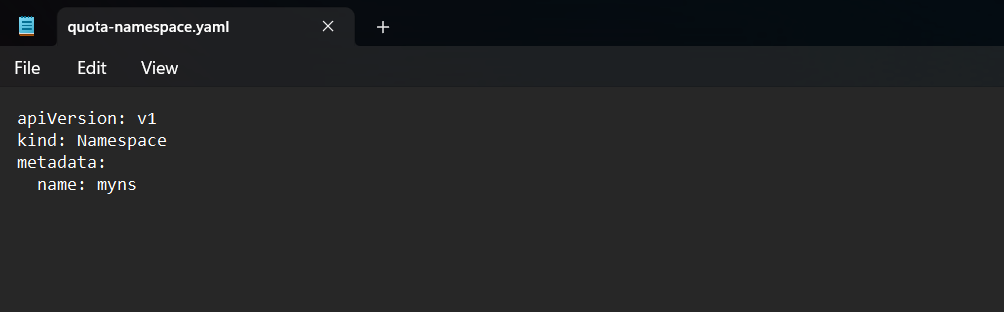 quota-namespace.yaml
File Edit View
apiVersion: v1
kind: Namespace
metadata:
  name: myns